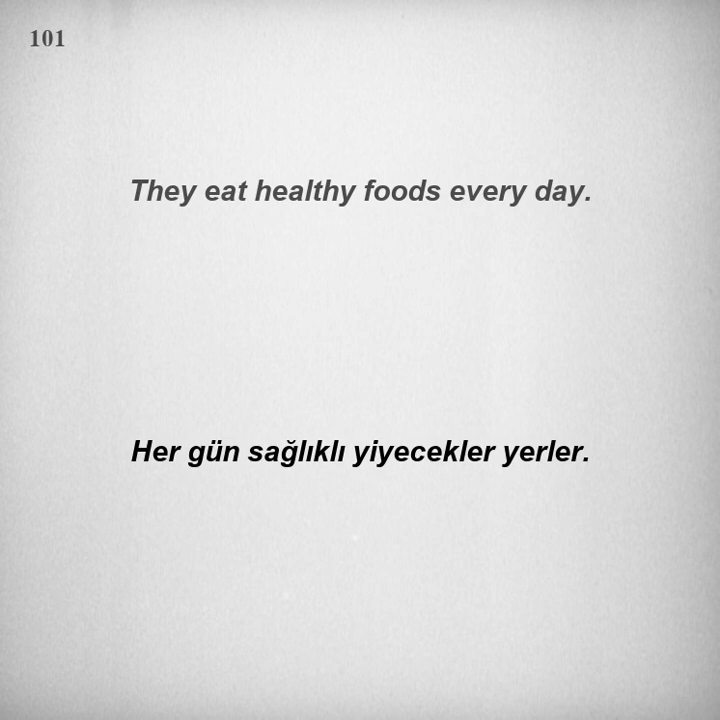 101
They eat healthy foods every day.
Her gün sağlıklı yiyecekler yerler.